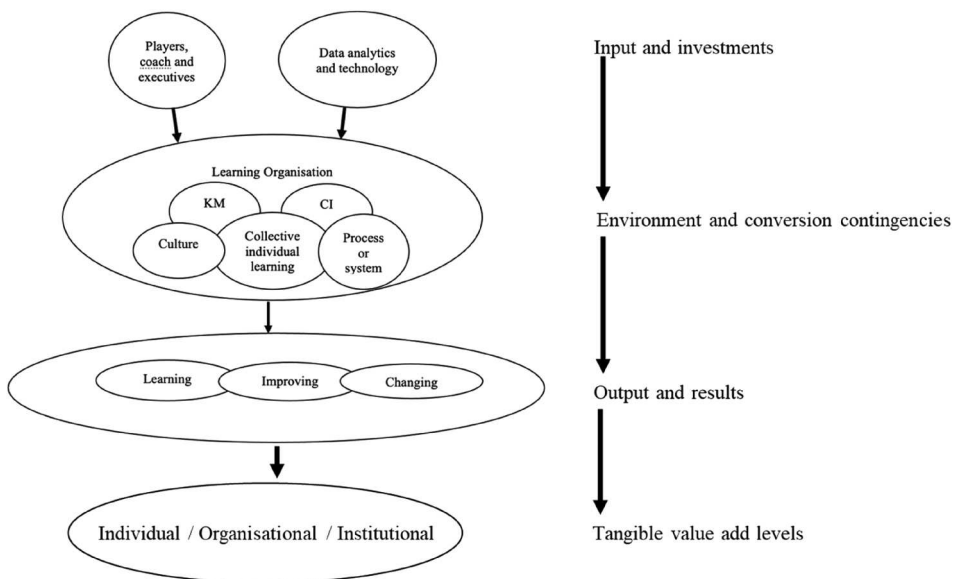 Players,
coach and
executives
Data analytics
and technology
Input and investments
Learning Organisation
KM
CI
Culture
Collective
individual
learning
Process
or
system
Environment and conversion contingencies
Learning
Improving
Changing
Output and results
Individual / Organisational / Institutional
Tangible value add levels